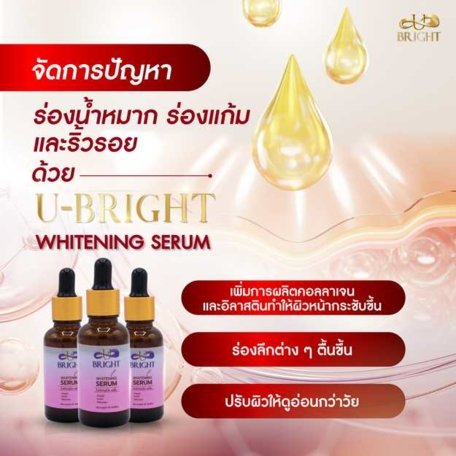 U
BRIGHT
จัดการปัญหา
ร่องน้ำหมาก ร่องแก้ม
และริ้วรอย
ด้วย
U-BRIGHT
WHITENING SERUM
เพิ่มการผลิตคอลลาเจน
และอีลาสตินทำให้ผิวหน้ากระชับขึ้น
ร่องลึกต่าง ๆ ตื้นขึ้น
ปรับผิวให้ดูอ่อนกว่าวัย
BRIGHT
WHITENING
SERUM